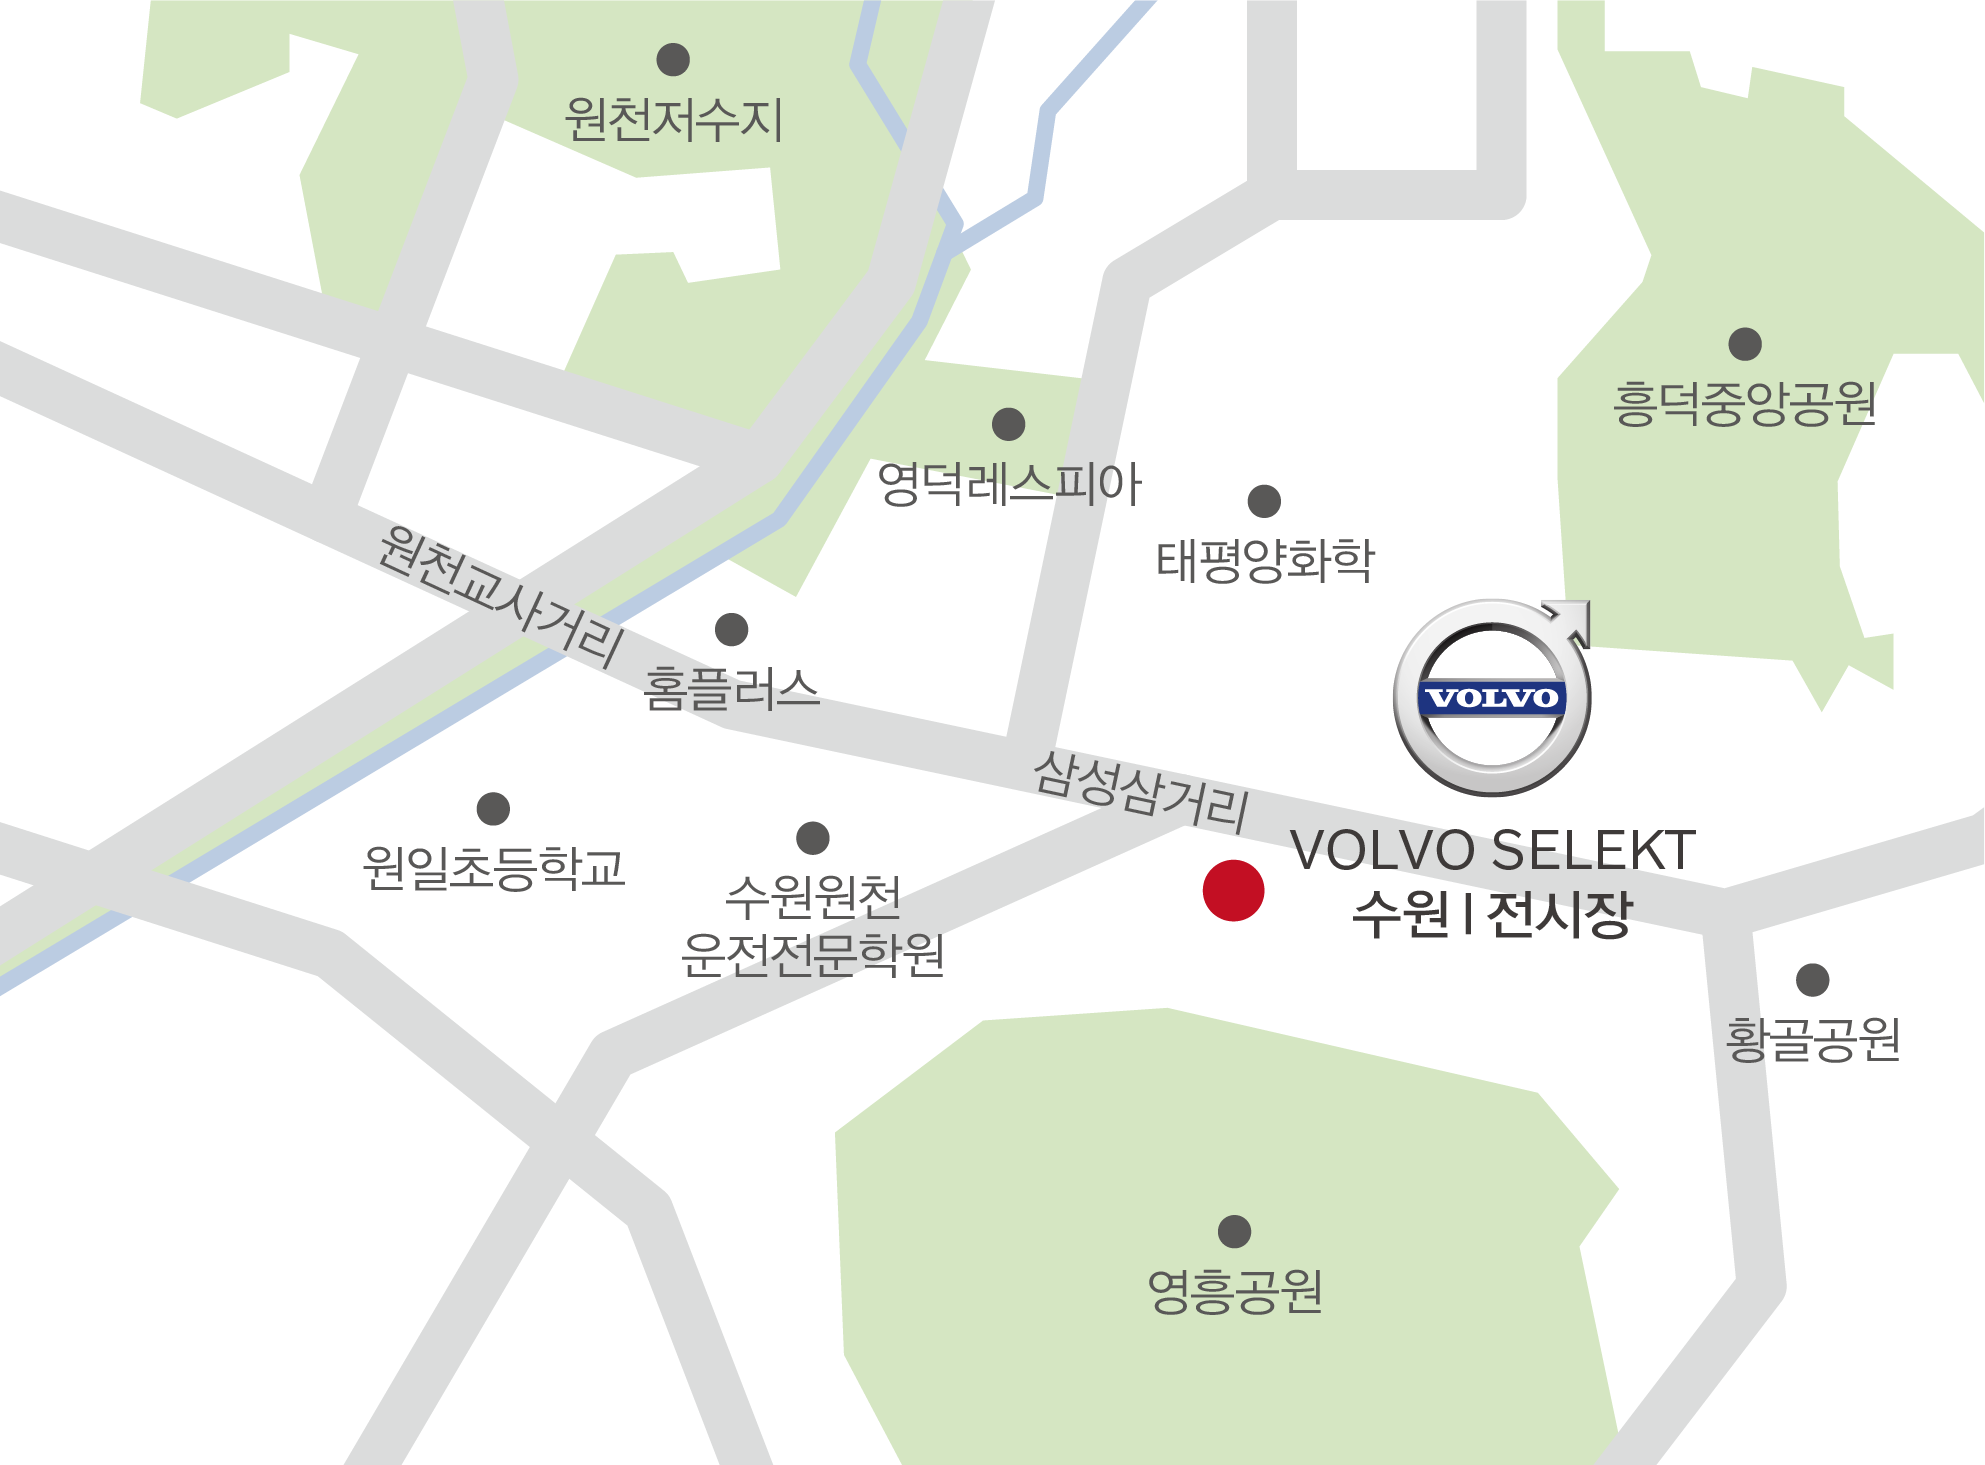 원천저수지
흥덕중앙공원
영덕레스피아
태평양화학
원천교사거리
홈플러스
VOLVO
삼성삼거리
원일초등학교
VOLVO SELEKT
수원 | 전시장
수원원천
운전전문학원
황골공원
영흥공원